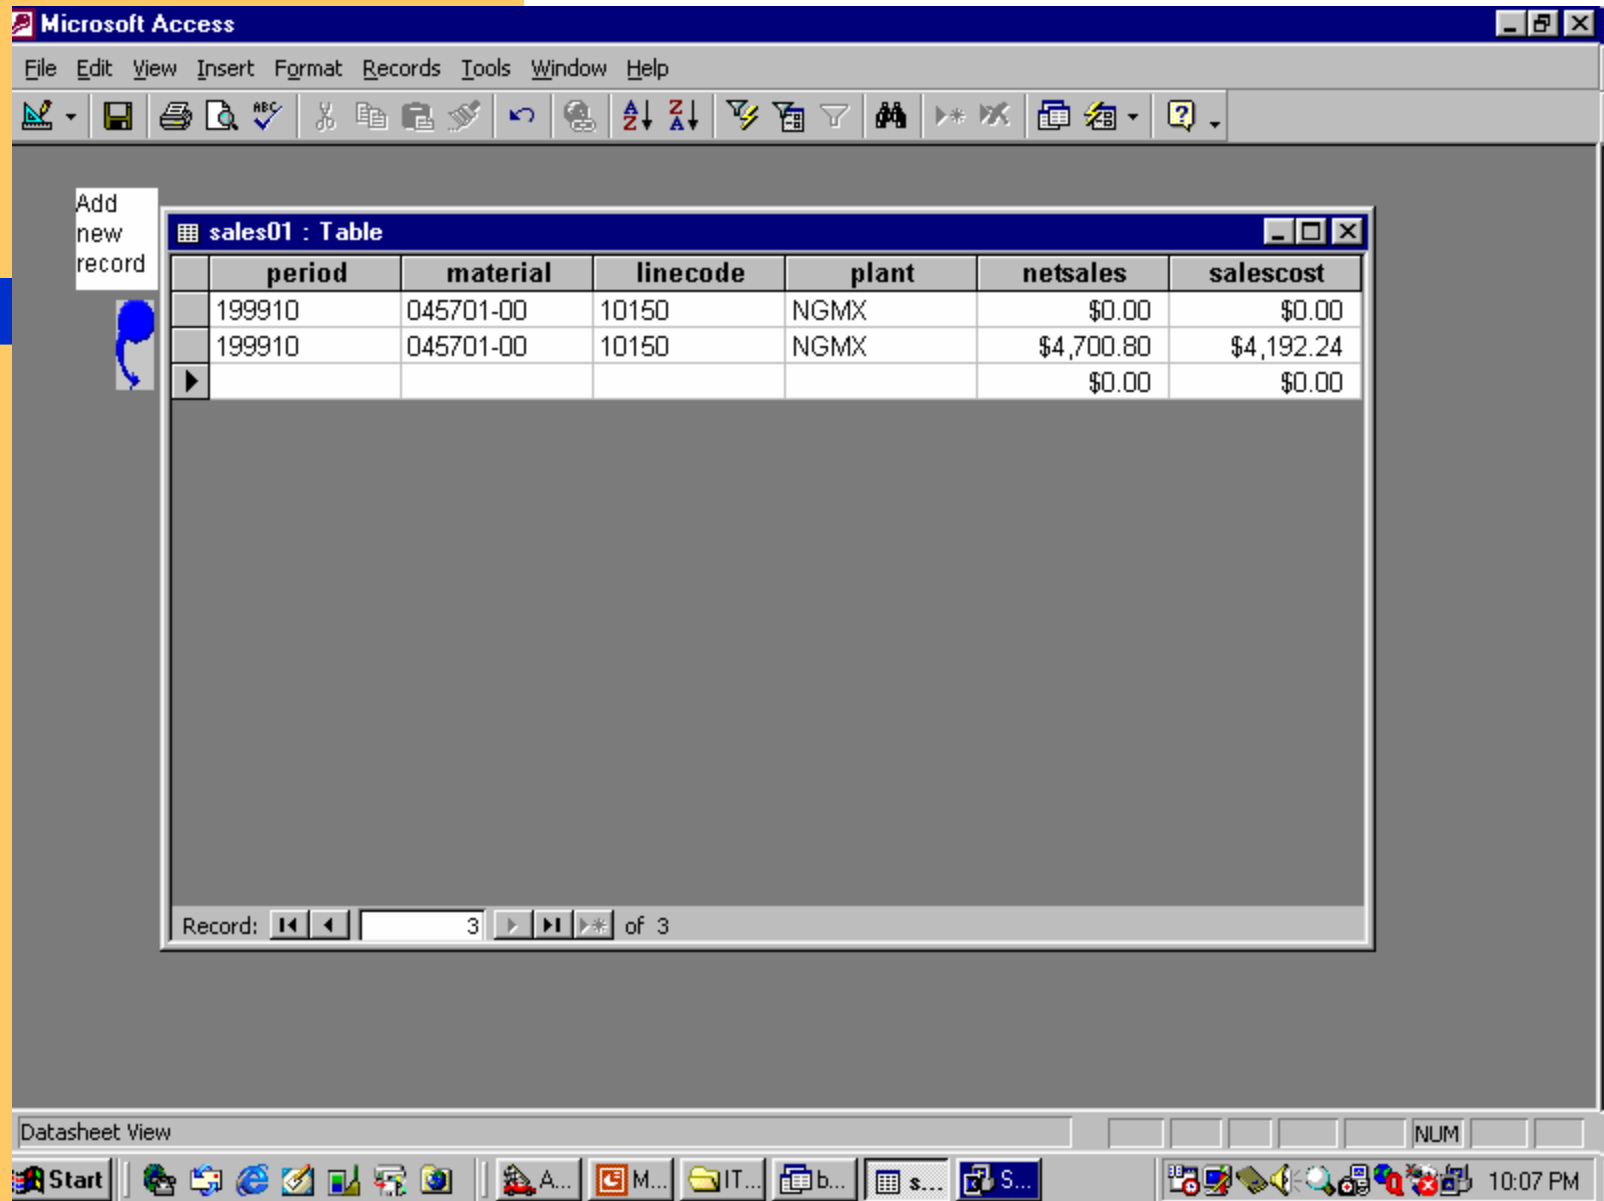 Microsoft Access
File Edit View Insert Format Records Tools Window Help
ABC
A Z Z A
Add
new
record
sales01 : Table
period material linecode plant netsales salescost
199910 045701-00 10150 NGMX $0.00 $0.00
199910 045701-00 10150 NGMX $4,700.80 $4,192.24
$0.00 $0.00
Record: 3 of 3
Datasheet View NUM
Start A... M... IT... b... s... S... 10:07 PM